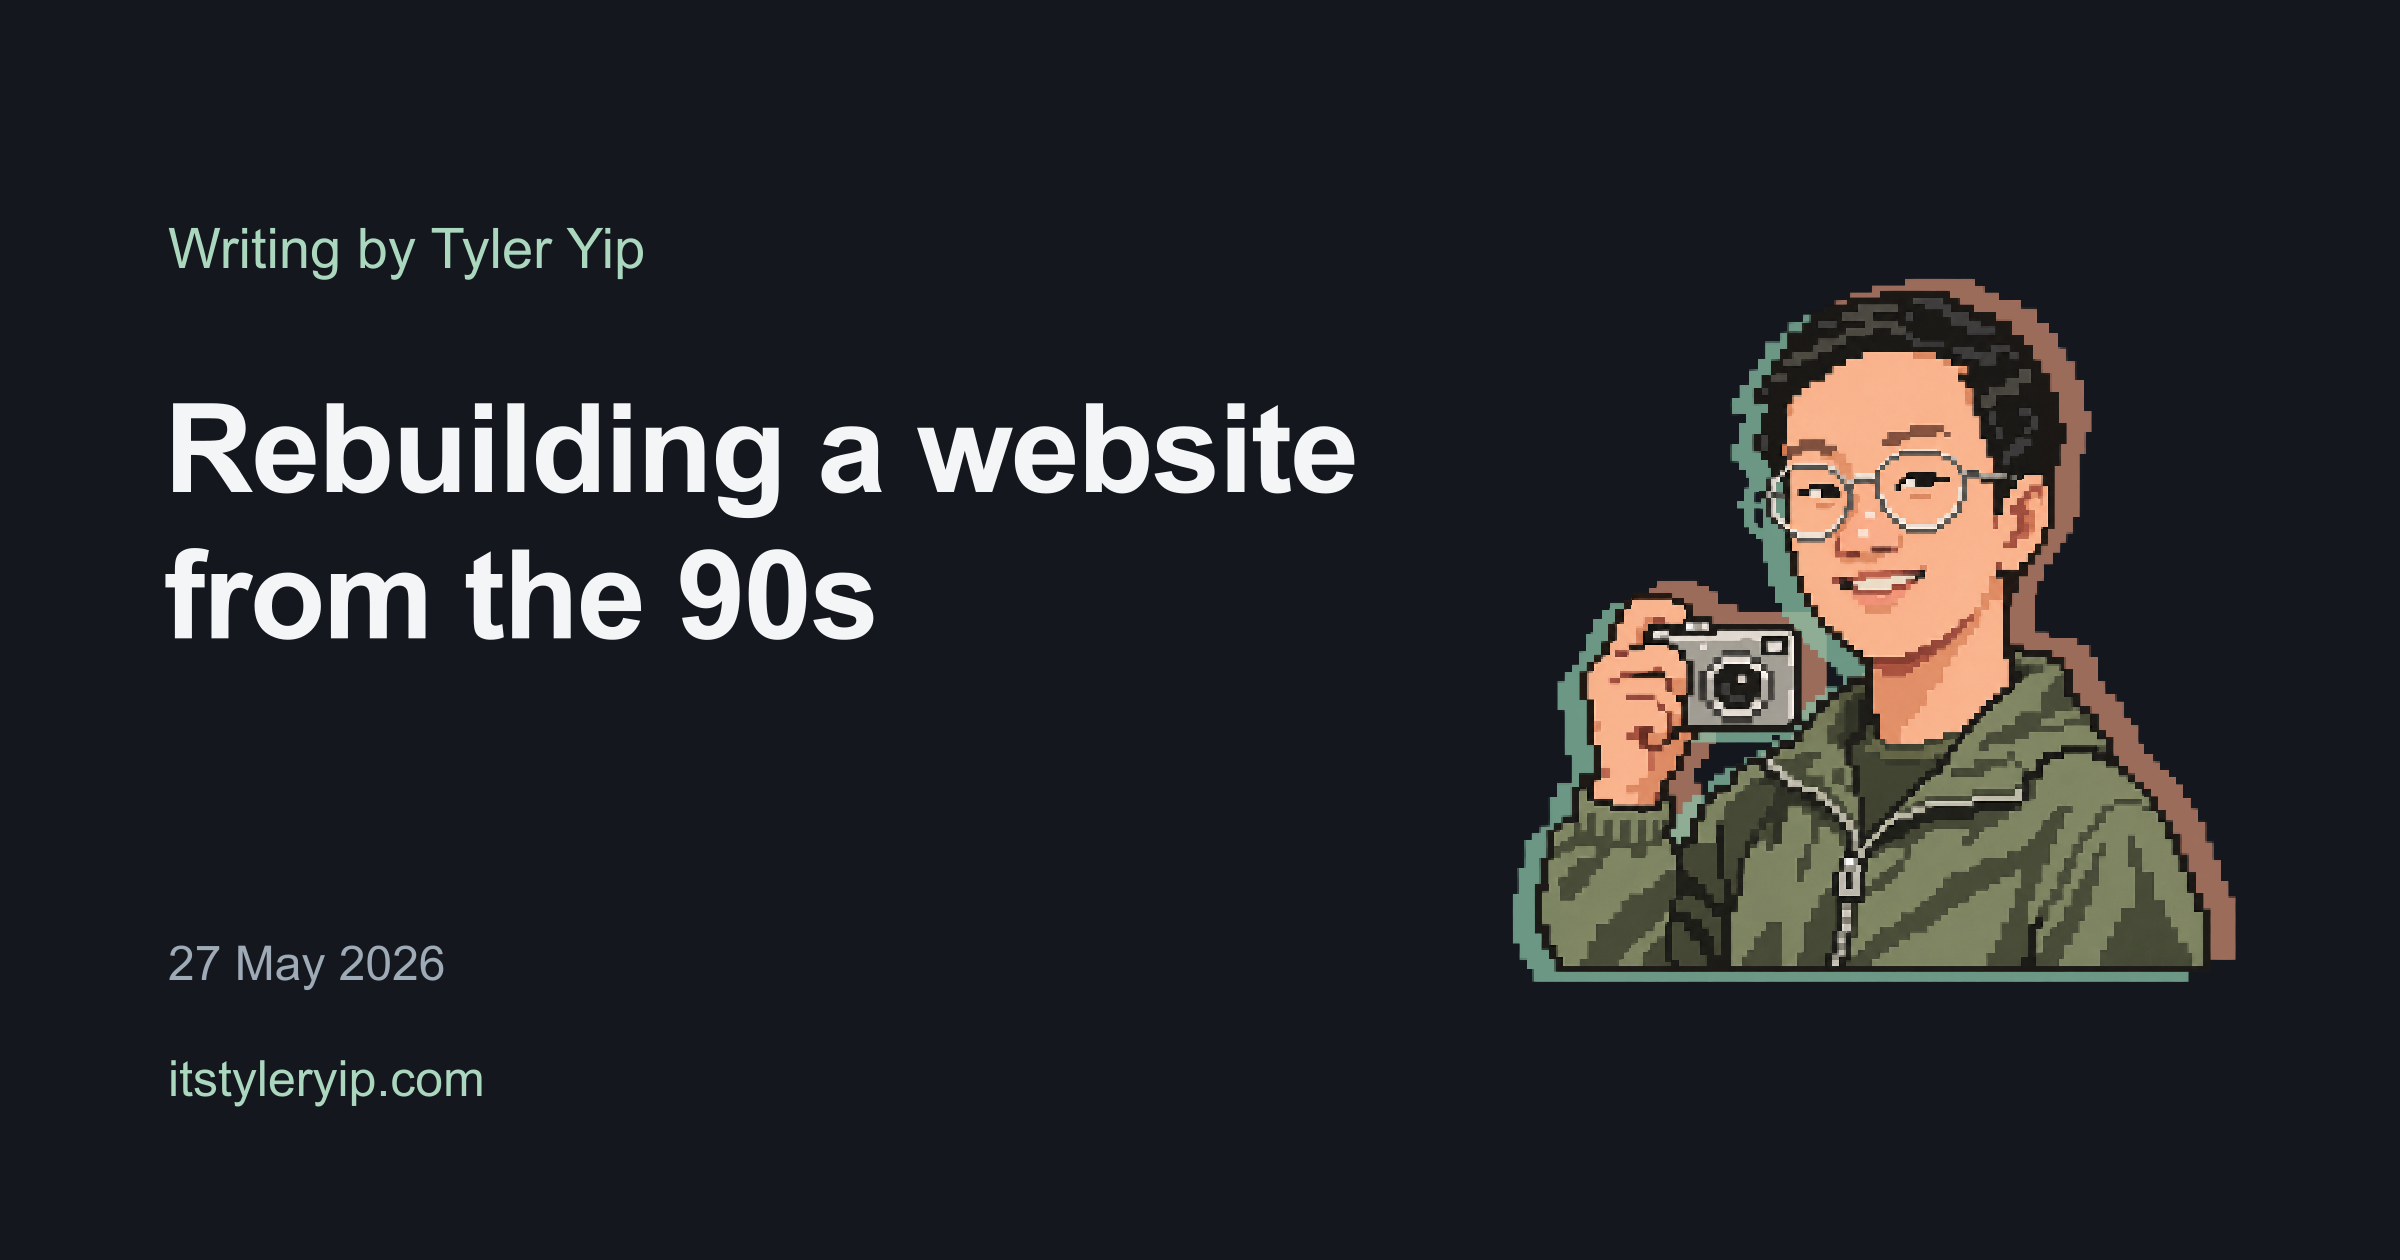 Writing by Tyler Yip
Rebuilding a website
from the 90s
27 May 2026
itstyleryip.com